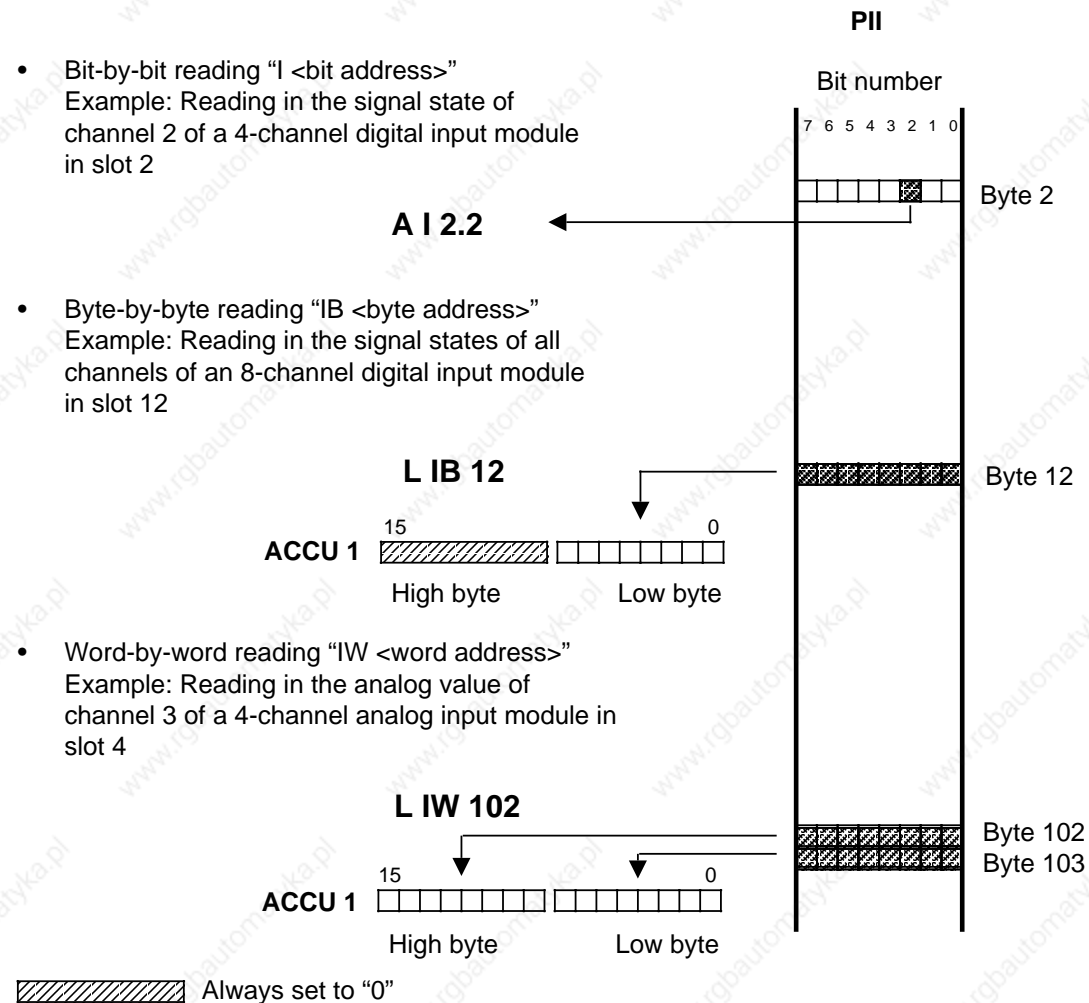 PII
• Bit-by-bit reading “I <bit address>”
Example: Reading in the signal state of
channel 2 of a 4-channel digital input module
in slot 2
Bit number
7 6 5 4 3 2 1 0
Byte 2
A I 2.2
• Byte-by-byte reading “IB <byte address>”
Example: Reading in the signal states of all
channels of an 8-channel digital input module
in slot 12
L IB 12
Byte 12
15 0
ACCU 1
High byte Low byte
• Word-by-word reading “IW <word address>”
Example: Reading in the analog value of
channel 3 of a 4-channel analog input module in
slot 4
L IW 102
Byte 102
Byte 103
15 0
ACCU 1
High byte Low byte
Always set to “0”
www.rgbautomatyka.pl